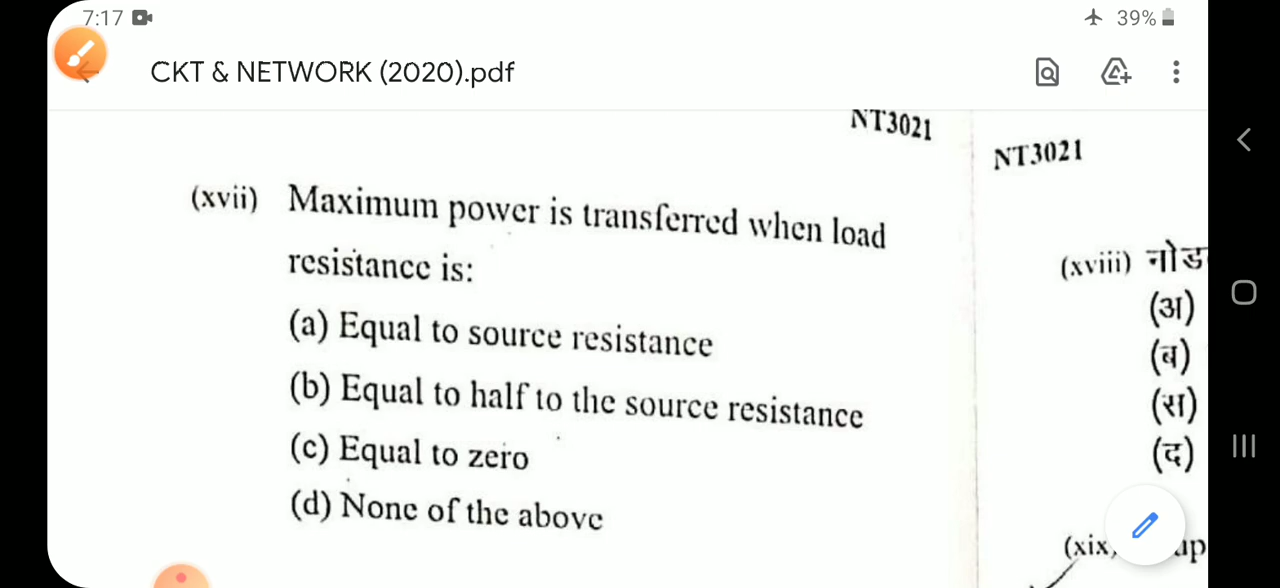 7:17
39%
CKT & NETWORK (2020).pdf
NT3021
(xvii) Maximum power is transferred when load
resistance is:
(a) Equal to source resistance
(b) Equal to half to the source resistance
(c) Equal to zero
(d) None of the above
NT3021
(xviii)
(अ)
(ब)
(स)
(द)
(xix)